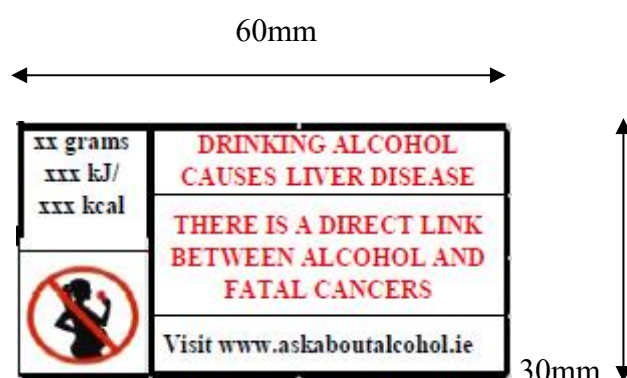 60mm
xx grams
xxx kJ/
xxx kcal
DRINKING ALCOHOL
CAUSES LIVER DISEASE
THERE IS A DIRECT LINK
BETWEEN ALCOHOL AND
FATAL CANCERS
Visit www.askaboutalcohol.ie
30mm